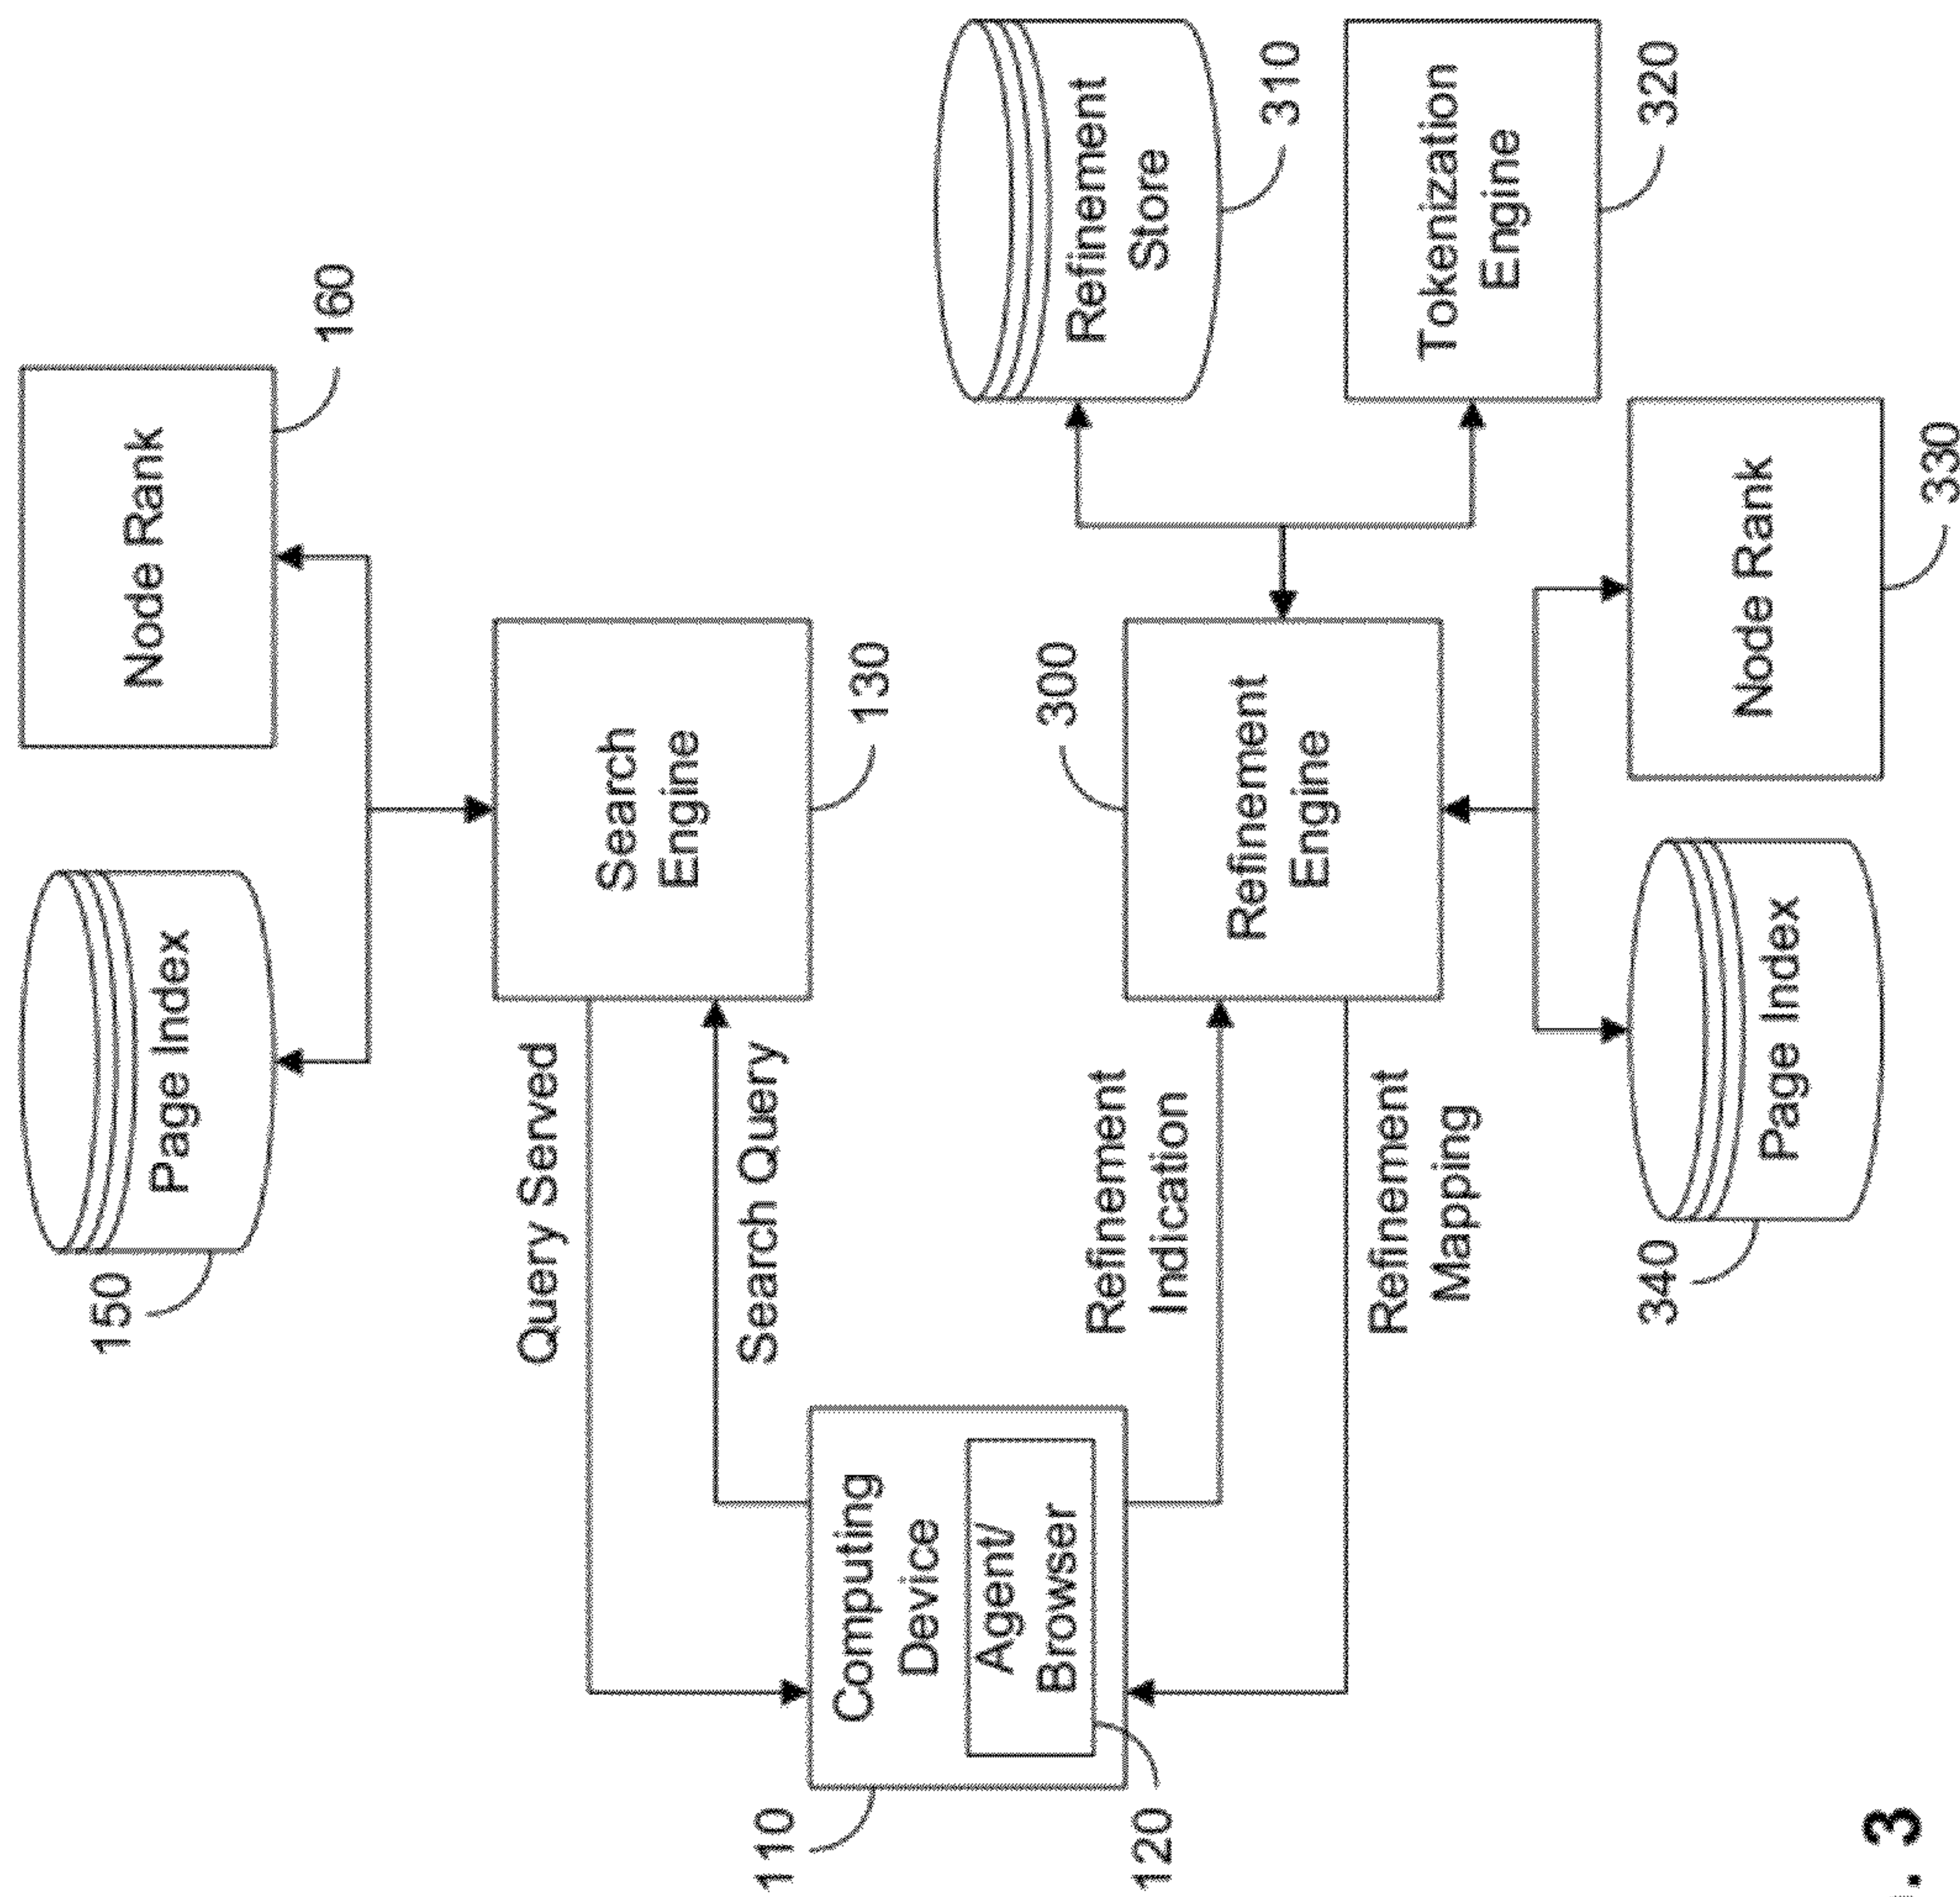 150
Page Index
Node Rank
160
Query Served
Search Query
Search
Engine
130
110
Computing
Device
Agent/
Browser
120
Refinement
Indication
Refinement
Mapping
300
Refinement
Engine
Refinement
Store
310
Tokenization
Engine
320
340
Page Index
Node Rank
330
. 3